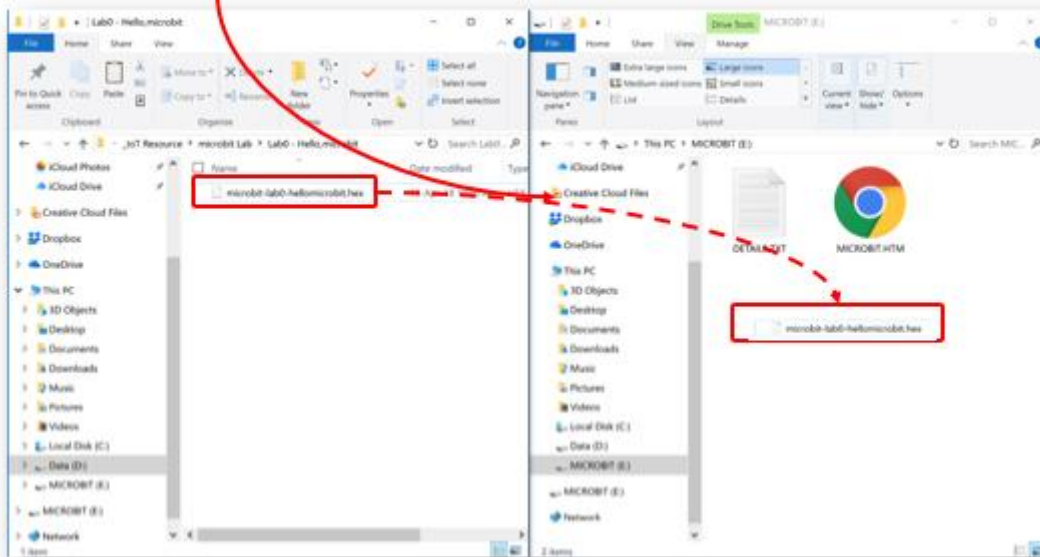 Lab0 - Hello,microbit
File Home Share View
Pin to Quick access
Copy
Paste
Move to
Copy to
Delete
Rename
New folder
Properties
Select all
Select none
Invert selection
Clipboard Organize New Open Select
_IoT Resource › microbit Lab › Lab0 - Hello,microbit
Search Lab0...
Name Date modified Type
microbit-lab0-hellomicrobit.hex
iCloud Photos
iCloud Drive
Creative Cloud Files
Dropbox
OneDrive
This PC
3D Objects
Desktop
Documents
Downloads
Music
Pictures
Videos
Local Disk (C:)
Data (D:)
MICROBIT (E:)
MICROBIT (E:)
Network
1 item
Drive Tools MICROBIT (E:)
File Home Share View Manage
Navigation pane
Extra large icons Large icons
Medium-sized icons Small icons
List Details
Current view
Show/ hide
Options
Panes Layout
This PC › MICROBIT (E:)
Search MIC...
iCloud Drive
Creative Cloud Files
Dropbox
OneDrive
This PC
3D Objects
Desktop
Documents
Downloads
Music
Pictures
Videos
Local Disk (C:)
Data (D:)
MICROBIT (E:)
MICROBIT (E:)
Network
DETAILS.TXT
MICROBIT.HTM
microbit-lab0-hellomicrobit.hex
2 items